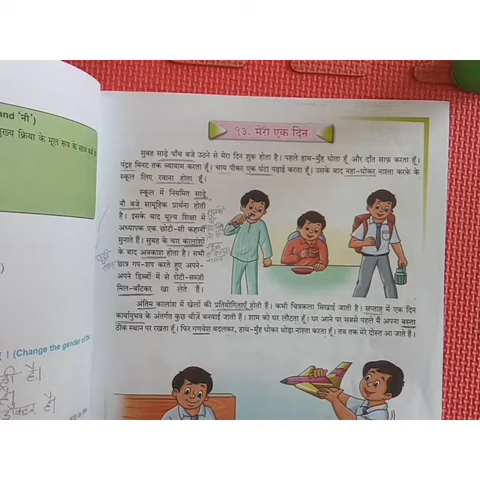 and 'नी')
मुख्य क्रिया के मूल रूप के साथ
१३. मेरा एक दिन
सुबह साढ़े पाँच बजे उठने से मेरा दिन शुरू होता है। पहले हाथ-मुँह धोता हूँ और दाँत साफ़ करता हूँ।
पंद्रह मिनट तक व्यायाम करता हूँ। चाय पीकर एक घंटा पढ़ाई करता हूँ। उसके बाद नहा-धोकर नाश्ता करके
स्कूल के लिए रवाना होता हूँ।
स्कूल में नियमित साढ़े
नौ बजे सामूहिक प्रार्थना होती
है। इसके बाद मूल्य शिक्षा में
अध्यापक एक छोटी-सी कहानी
सुनाते हैं। सुबह के चार कालांशों
के बाद अवकाश होता है। सभी
छात्र गप-शप करते हुए अपने-
अपने डिब्बों में से रोटी-सब्ज़ी
मिल-बाँटकर खा लेते हैं।
अंतिम कालांश में खेलों की प्रतियोगिताएँ होती हैं। कभी चित्रकला सिखाई जाती है। सप्ताह में एक दिन
कार्यानुभव के अंतर्गत कुछ चीज़ें बनवाई जाती हैं। शाम को घर लौटता हूँ। घर आने पर सबसे पहले मैं अपना बस्ता
ठीक स्थान पर रखता हूँ। फिर गणवेश बदलकर, हाथ-मुँह धोकर थोड़ा नाश्ता करता हूँ। तब तक मेरे दोस्त आ जाते हैं।
। (Change the gender of the
है।
डॉक्टर है।